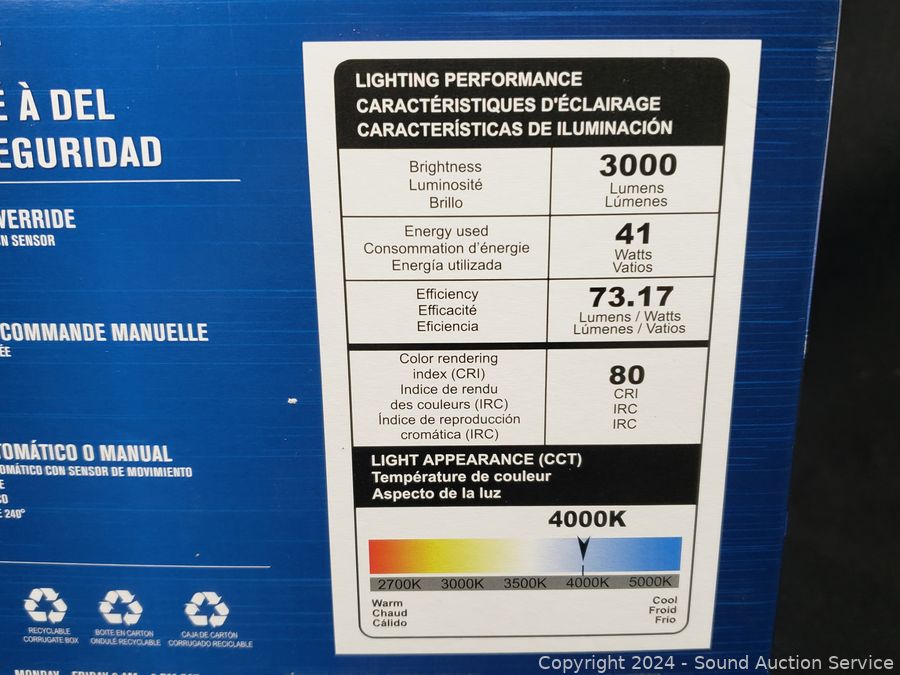 À DEL
EGURIDAD
VERRIDE
N SENSOR
COMMANDE MANUELLE
ÉE
TOMÁTICO O MANUAL
OMÁTICO CON SENSOR DE MOVIMIENTO
E
CO
E 240°
RECYCLABLE
CORRUGATE BOX
BOITE EN CARTON
ONDULÉ RECYCLABLE
CAJA DE CARTÓN
CORRUGADO RECICLABLE
LIGHTING PERFORMANCE
CARACTÉRISTIQUES D'ÉCLAIRAGE
CARACTERÍSTICAS DE ILUMINACIÓN
Brightness
Luminosité
Brillo
3000
Lumens
Lúmenes
Energy used
Consommation d'énergie
Energía utilizada
41
Watts
Vatios
Efficiency
Efficacité
Eficiencia
73.17
Lumens / Watts
Lúmenes / Vatios
Color rendering
index (CRI)
Indice de rendu
des couleurs (IRC)
Índice de reproducción
cromática (IRC)
80
CRI
IRC
IRC
LIGHT APPEARANCE (CCT)
Température de couleur
Aspecto de la luz
4000K
2700K 3000K 3500K 4000K 5000K
Warm
Chaud
Cálido
Cool
Froid
Frio
Copyright 2024 - Sound Auction Service